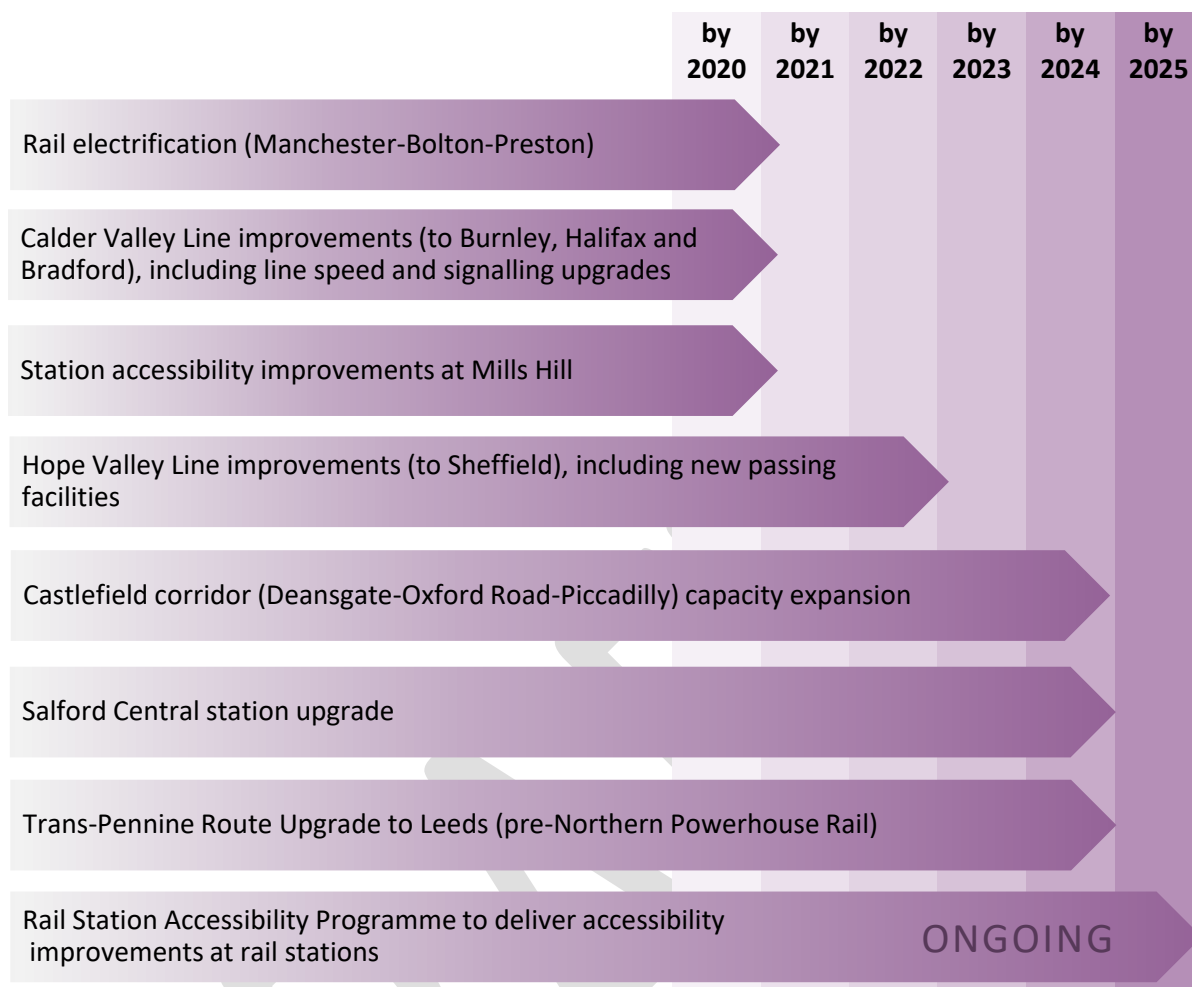 by by by by by by
2020 2021 2022 2023 2024 2025
Rail electrification (Manchester-Bolton-Preston)
Calder Valley Line improvements (to Burnley, Halifax and
Bradford), including line speed and signalling upgrades
Station accessibility improvements at Mills Hill
Hope Valley Line improvements (to Sheffield), including new passing
facilities
Castlefield corridor (Deansgate-Oxford Road-Piccadilly) capacity expansion
Salford Central station upgrade
Trans-Pennine Route Upgrade to Leeds (pre-Northern Powerhouse Rail)
Rail Station Accessibility Programme to deliver accessibility
improvements at rail stations
ONGOING